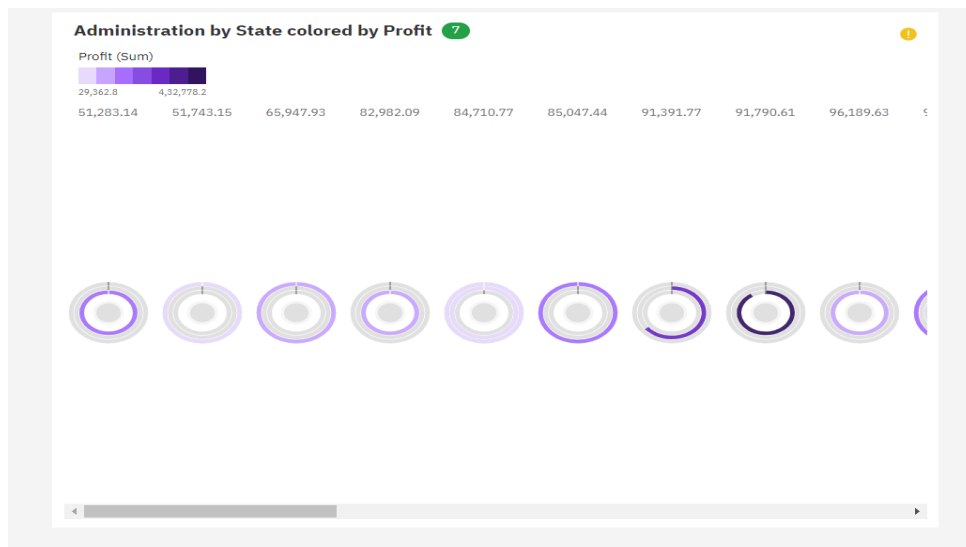 Administration by State colored by Profit 7
!
Profit (Sum)
29,362.8 4,32,778.2
51,283.14 51,743.15 65,947.93 82,982.09 84,710.77 85,047.44 91,391.77 91,790.61 96,189.63